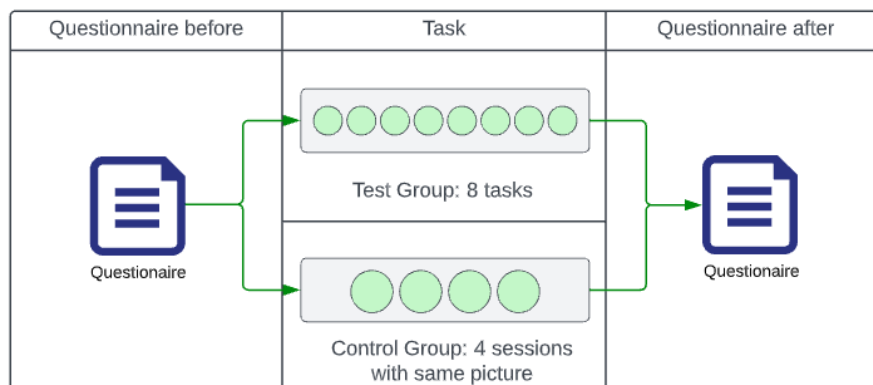 Questionnaire before
Task
Questionnaire after
Test Group: 8 tasks
Questionaire
Questionaire
Control Group: 4 sessions
with same picture